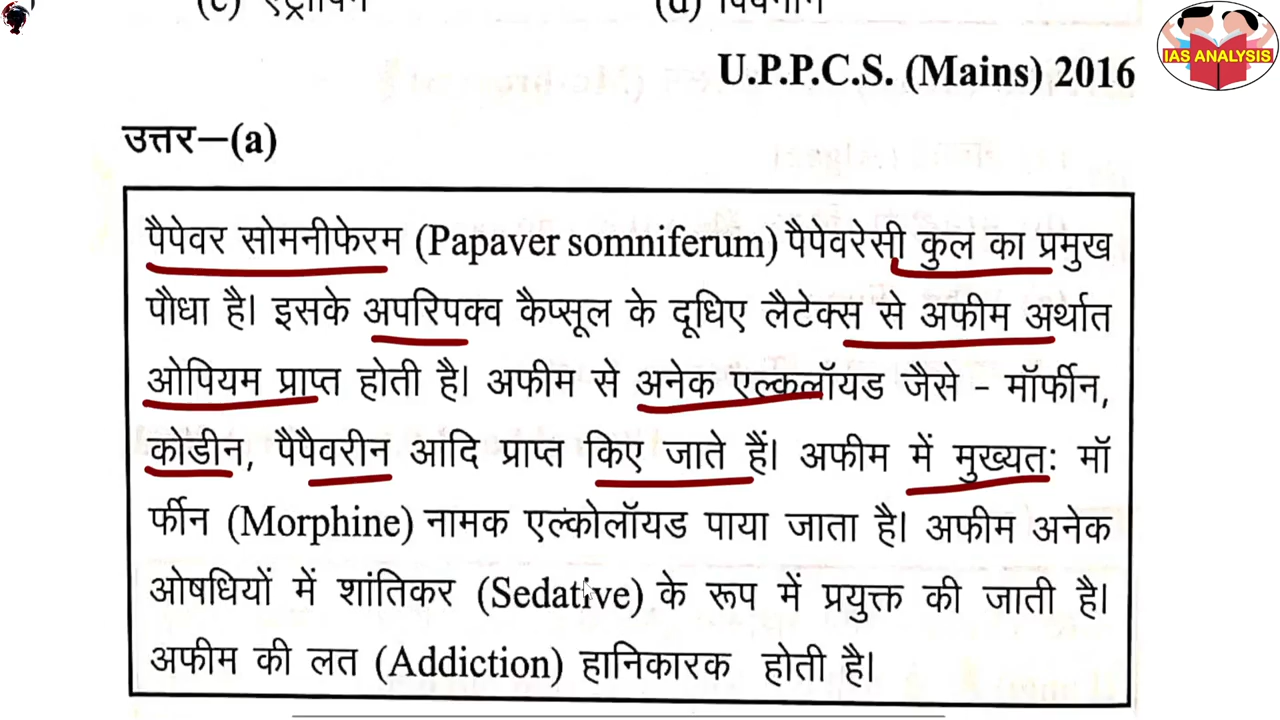 (c) एट्रोपिन (d)
IAS ANALYSIS
U.P.P.C.S. (Mains) 2016
उत्तर–(a)
पैपेवर सोमनीफेरम (Papaver somniferum) पैपेवरेसी कुल का प्रमुख
पौधा है। इसके अपरिपक्व कैप्सूल के दूधिए लैटेक्स से अफीम अर्थात
ओपियम प्राप्त होती है। अफीम से अनेक एल्कलॉयड जैसे – मॉर्फीन,
कोडीन, पैपैवरीन आदि प्राप्त किए जाते हैं। अफीम में मुख्यतः मॉ
र्फीन (Morphine) नामक एल्कोलॉयड पाया जाता है। अफीम अनेक
ओषधियों में शांतिकर (Sedative) के रूप में प्रयुक्त की जाती है।
अफीम की लत (Addiction) हानिकारक होती है।